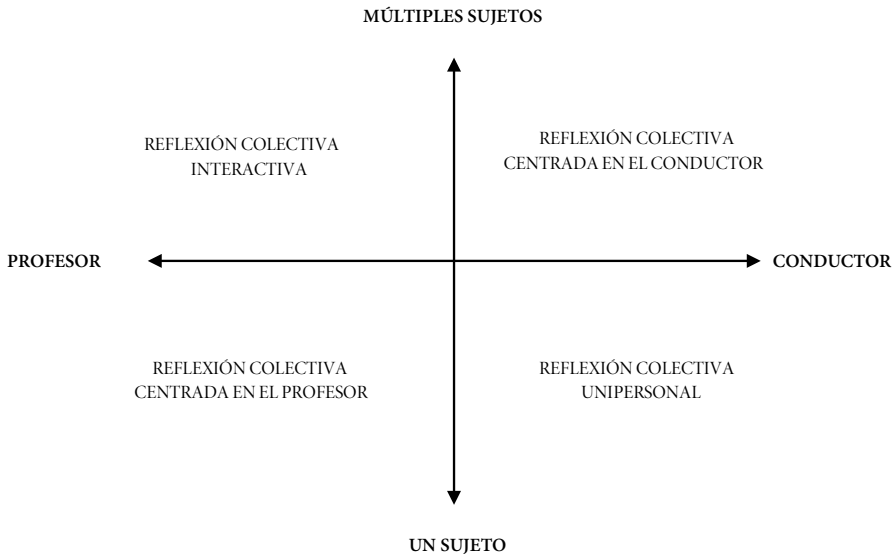 MÚLTIPLES SUJETOS
REFLEXIÓN COLECTIVA
INTERACTIVA
REFLEXIÓN COLECTIVA
CENTRADA EN EL CONDUCTOR
PROFESOR
CONDUCTOR
REFLEXIÓN COLECTIVA
CENTRADA EN EL PROFESOR
REFLEXIÓN COLECTIVA
UNIPERSONAL
UN SUJETO